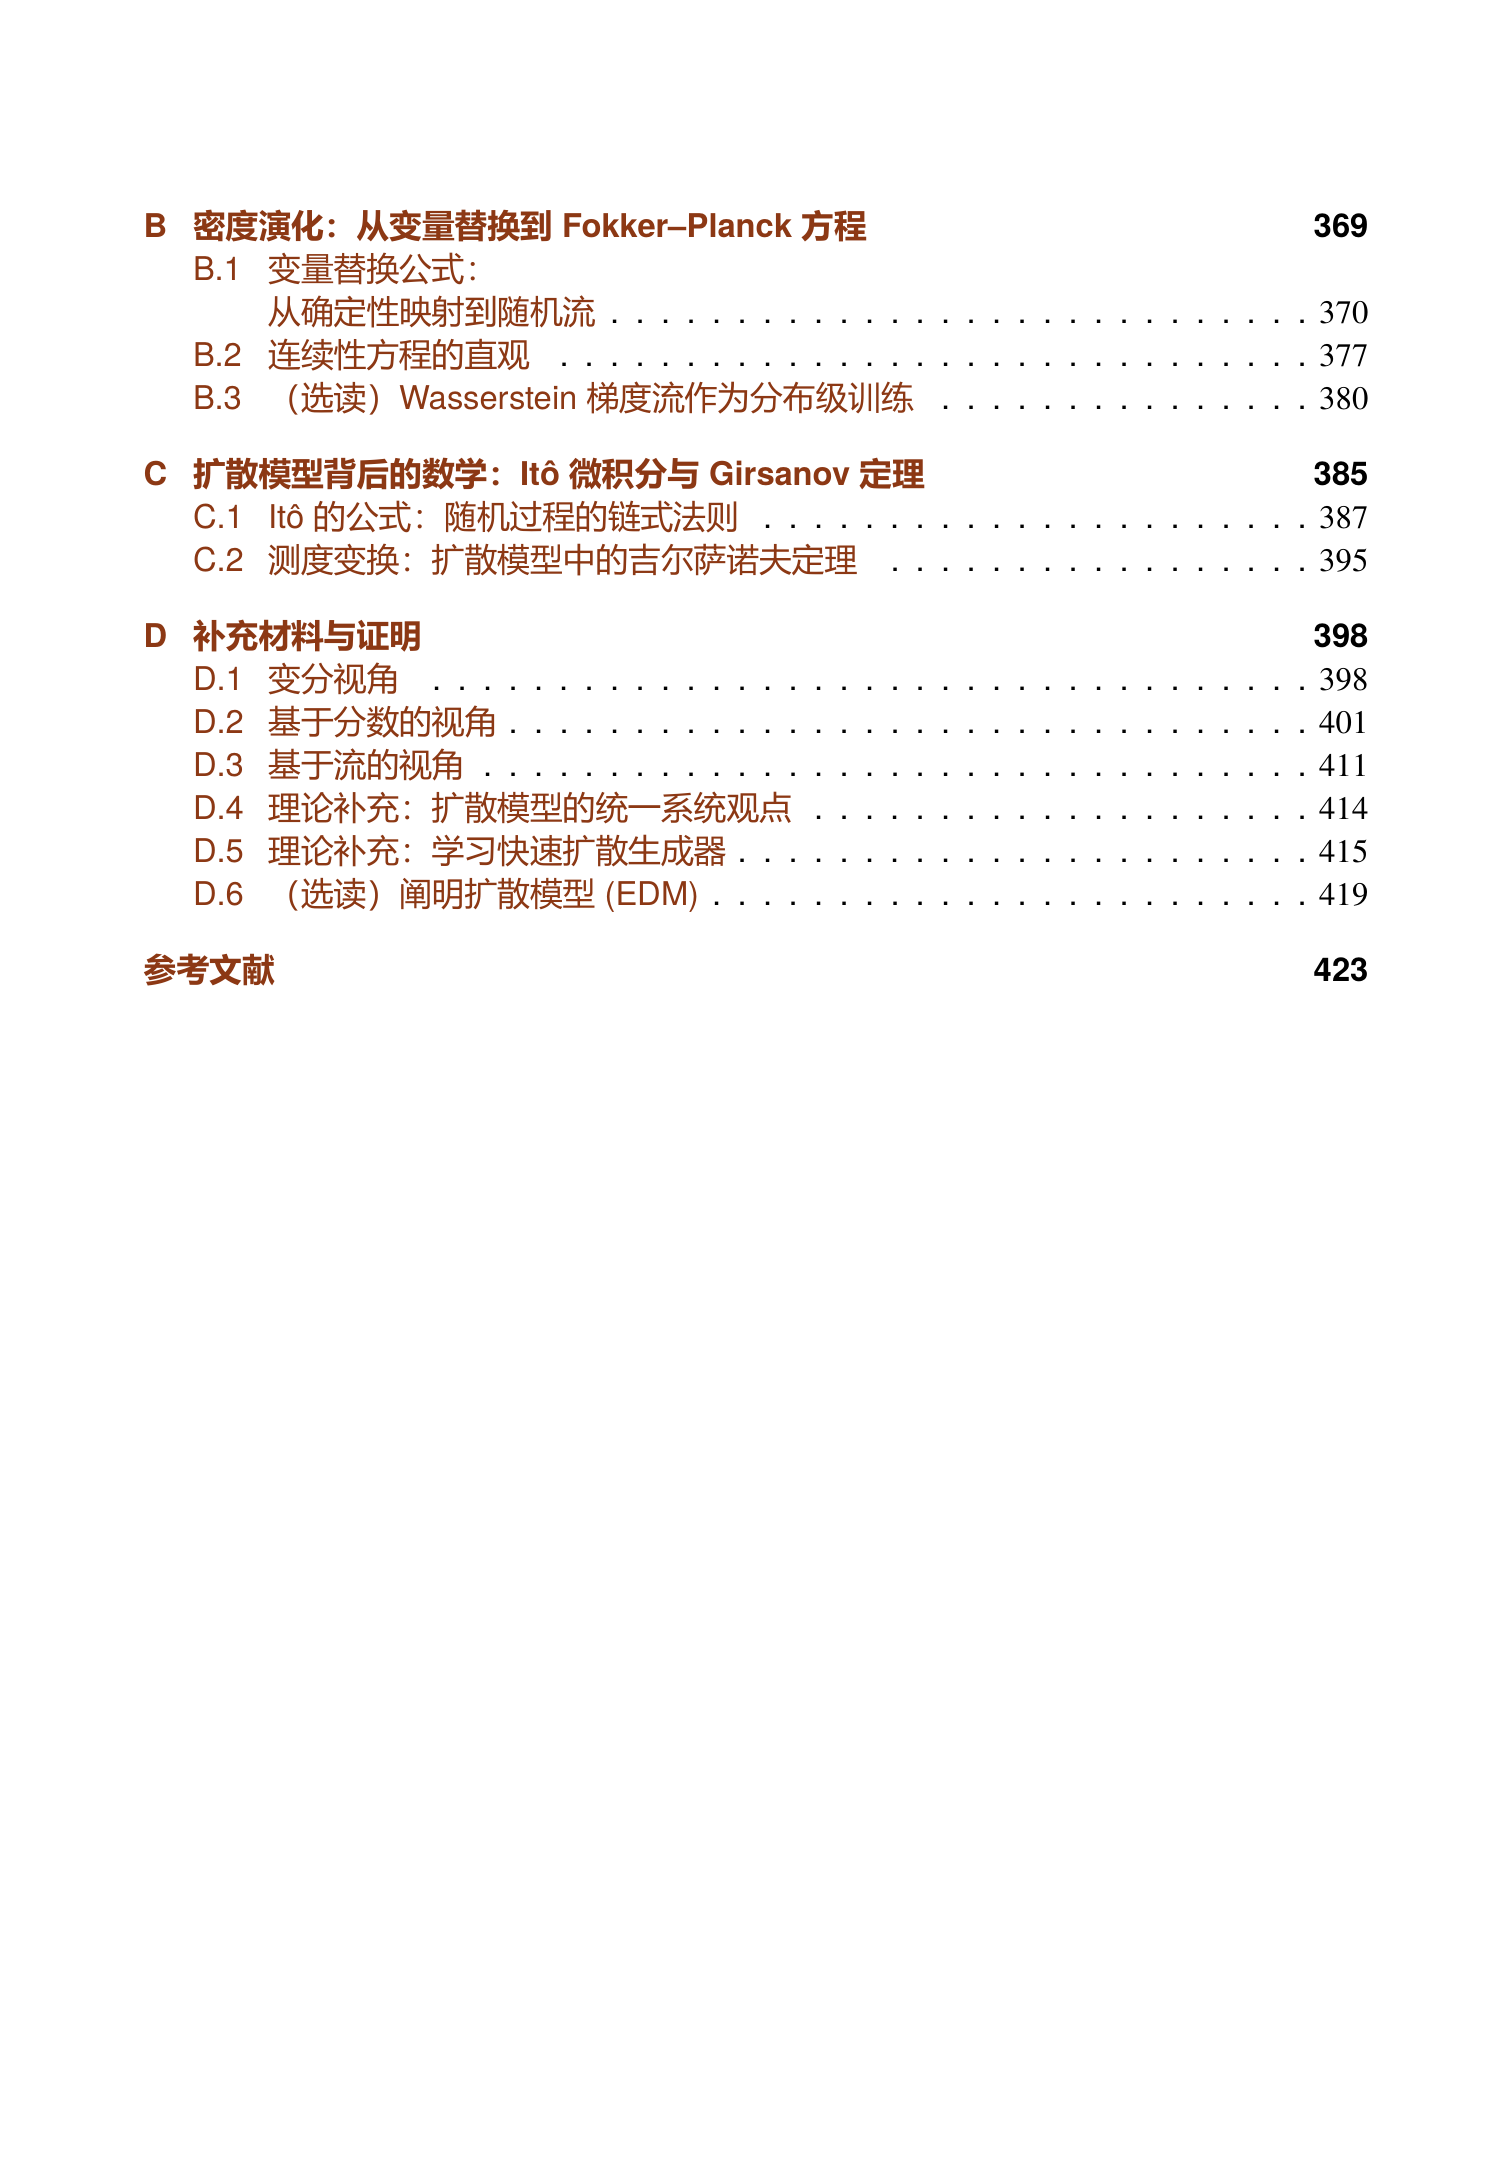 B 密度演化：从变量替换到 Fokker–Planck 方程 369
B.1 变量替换公式：
从确定性映射到随机流 . . . . . . . . . . . . . . . . . . . . . . . . . . . . 370
B.2 连续性方程的直观 . . . . . . . . . . . . . . . . . . . . . . . . . . . . . . 377
B.3 （选读）Wasserstein 梯度流作为分布级训练 . . . . . . . . . . . . . . . 380
C 扩散模型背后的数学：Itô 微积分与 Girsanov 定理 385
C.1 Itô 的公式：随机过程的链式法则 . . . . . . . . . . . . . . . . . . . . . . 387
C.2 测度变换：扩散模型中的吉尔萨诺夫定理 . . . . . . . . . . . . . . . . . 395
D 补充材料与证明 398
D.1 变分视角 . . . . . . . . . . . . . . . . . . . . . . . . . . . . . . . . . . . 398
D.2 基于分数的视角 . . . . . . . . . . . . . . . . . . . . . . . . . . . . . . . . 401
D.3 基于流的视角 . . . . . . . . . . . . . . . . . . . . . . . . . . . . . . . . . 411
D.4 理论补充：扩散模型的统一系统观点 . . . . . . . . . . . . . . . . . . . . 414
D.5 理论补充：学习快速扩散生成器 . . . . . . . . . . . . . . . . . . . . . . . 415
D.6 （选读）阐明扩散模型 (EDM) . . . . . . . . . . . . . . . . . . . . . . . . 419
参考文献 423